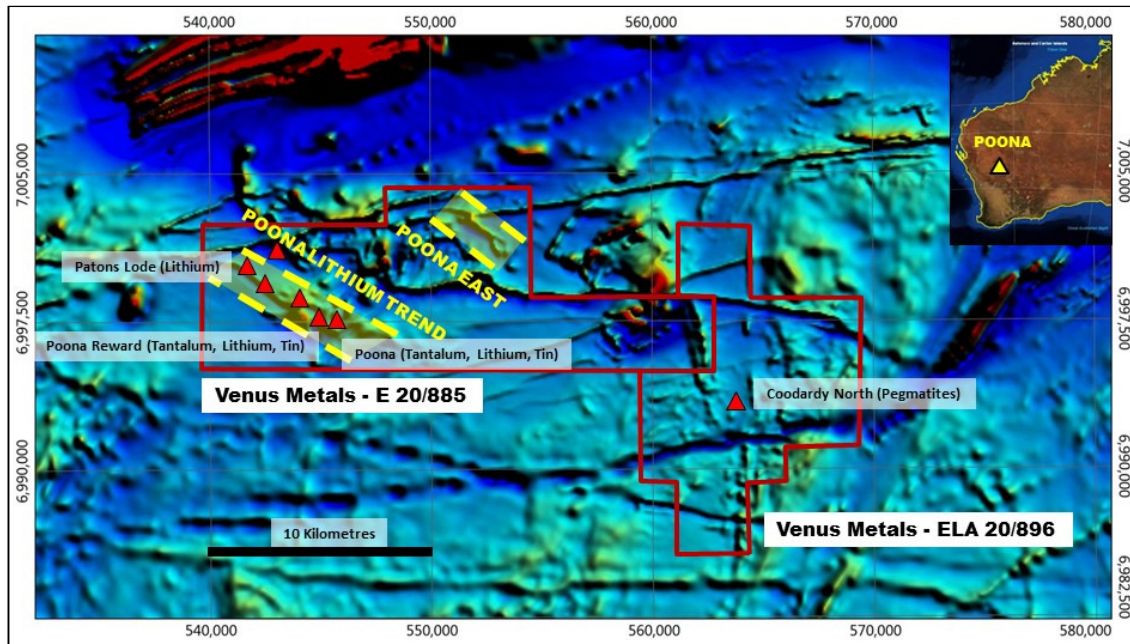 540,000
550,000
560,000
570,000
580,000
7,005,000
6,997,500
6,990,000
7,005,000
6,997,500
6,990,000
6,982,500
POONA
POONA LITHIUM TREND
POONA EAST
Patons Lode (Lithium)
Poona Reward (Tantalum, Lithium, Tin)
Poona (Tantalum, Lithium, Tin)
Venus Metals - E 20/885
Coodardy North (Pegmatites)
10 Kilometres
Venus Metals - ELA 20/896
540,000
550,000
560,000
570,000
580,000